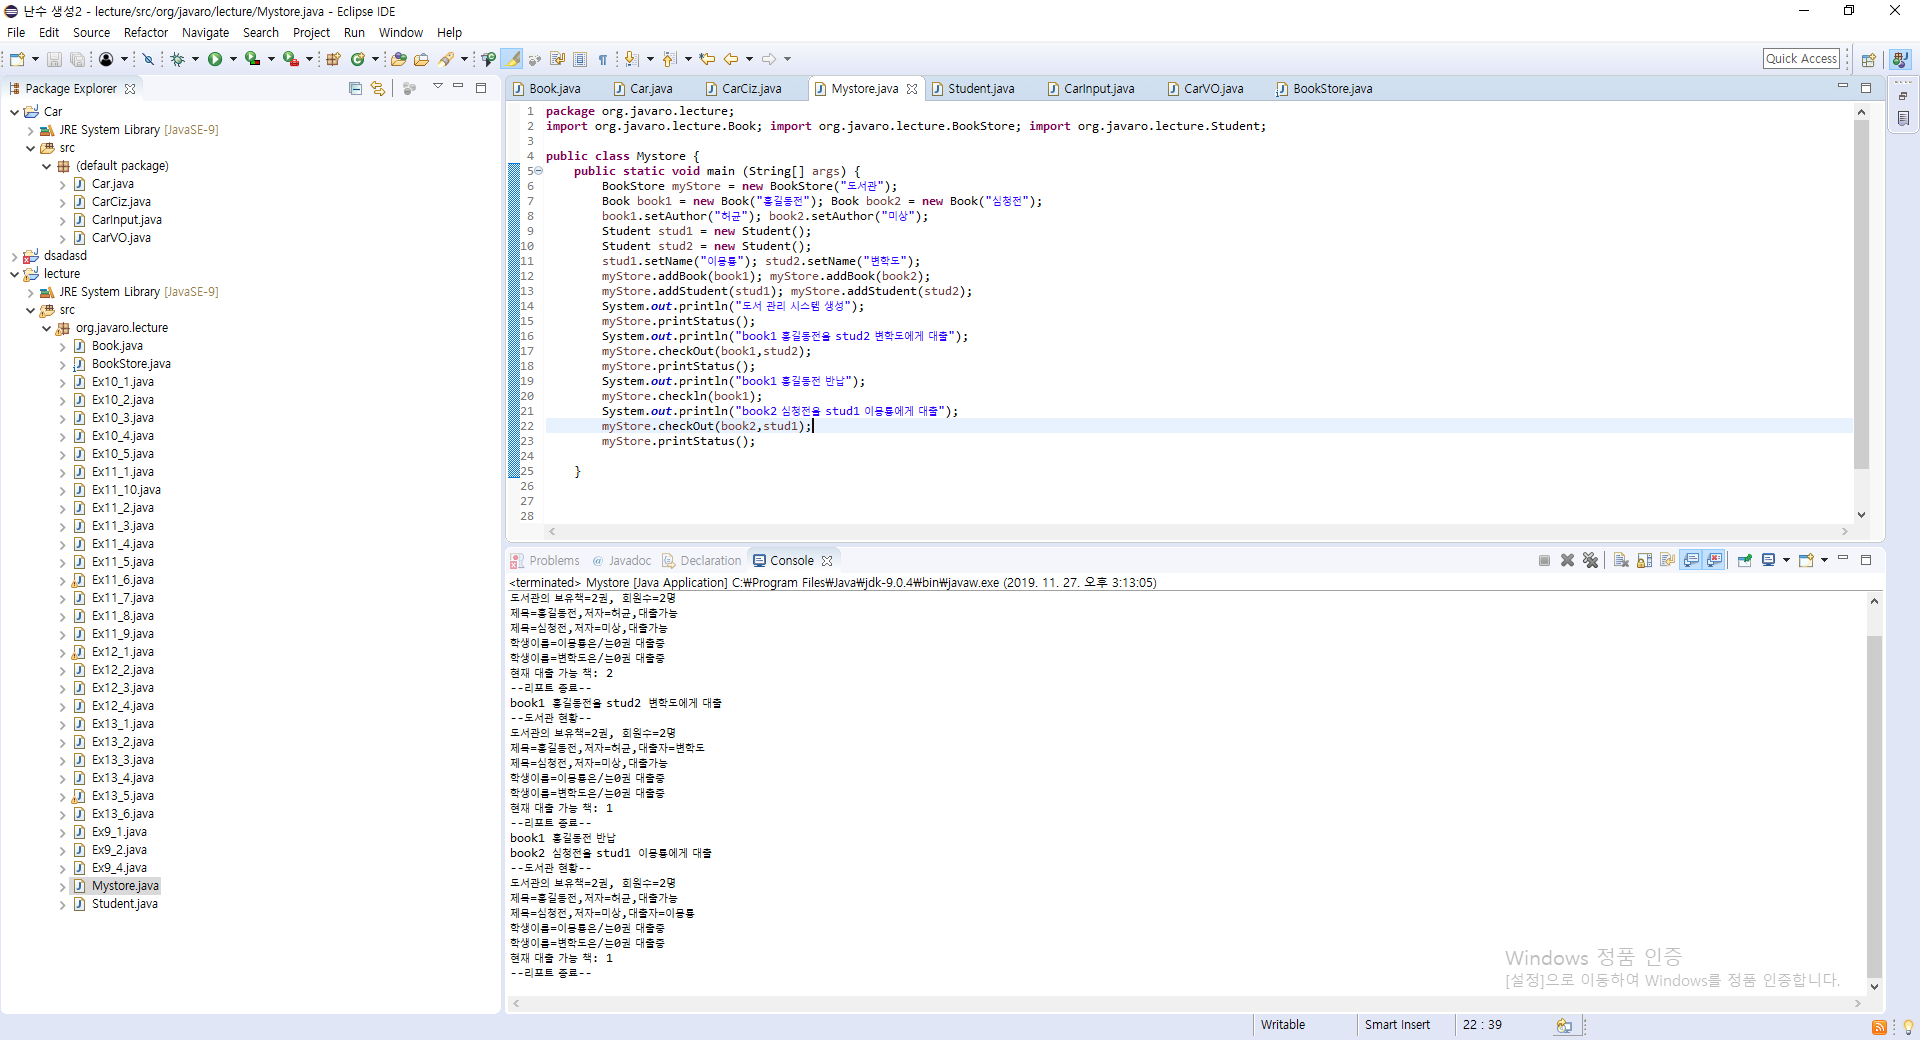 난수 생성2 - lecture/src/org/javaro/lecture/Mystore.java - Eclipse IDE
File Edit Source Refactor Navigate Search Project Run Window Help
Quick Access
Package Explorer
Car
JRE System Library [JavaSE-9]
src
(default package)
Car.java
CarCiz.java
CarInput.java
CarVO.java
dsadasd
lecture
JRE System Library [JavaSE-9]
src
org.javaro.lecture
Book.java
BookStore.java
Ex10_1.java
Ex10_2.java
Ex10_3.java
Ex10_4.java
Ex10_5.java
Ex11_1.java
Ex11_10.java
Ex11_2.java
Ex11_3.java
Ex11_4.java
Ex11_5.java
Ex11_6.java
Ex11_7.java
Ex11_8.java
Ex11_9.java
Ex12_1.java
Ex12_2.java
Ex12_3.java
Ex12_4.java
Ex13_1.java
Ex13_2.java
Ex13_3.java
Ex13_4.java
Ex13_5.java
Ex13_6.java
Ex9_1.java
Ex9_2.java
Ex9_4.java
Mystore.java
Student.java
Book.java Car.java CarCiz.java Mystore.java Student.java CarInput.java CarVO.java BookStore.java
1 package org.javaro.lecture;
2 import org.javaro.lecture.Book; import org.javaro.lecture.BookStore; import org.javaro.lecture.Student;
3
4 public class Mystore {
5 public static void main (String[] args) {
6 BookStore myStore = new BookStore("도서관");
7 Book book1 = new Book("홍길동전"); Book book2 = new Book("심청전");
8 book1.setAuthor("허균"); book2.setAuthor("미상");
9 Student stud1 = new Student();
10 Student stud2 = new Student();
11 stud1.setName("이몽룡"); stud2.setName("변학도");
12 myStore.addBook(book1); myStore.addBook(book2);
13 myStore.addStudent(stud1); myStore.addStudent(stud2);
14 System.out.println("도서 관리 시스템 생성");
15 myStore.printStatus();
16 System.out.println("book1 홍길동전을 stud2 변학도에게 대출");
17 myStore.checkOut(book1,stud2);
18 myStore.printStatus();
19 System.out.println("book1 홍길동전 반납");
20 myStore.checkln(book1);
21 System.out.println("book2 심청전을 stud1 이몽룡에게 대출");
22 myStore.checkOut(book2,stud1);
23 myStore.printStatus();
24
25 }
26
27
28
Problems Javadoc Declaration Console
<terminated> Mystore [Java Application] C:₩Program Files₩Java₩jdk-9.0.4₩bin₩javaw.exe (2019. 11. 27. 오후 3:13:05)
도서관의 보유책=2권, 회원수=2명
제목=홍길동전,저자=허균,대출가능
제목=심청전,저자=미상,대출가능
학생이름=이몽룡은/는0권 대출중
학생이름=변학도은/는0권 대출중
현재 대출 가능 책: 2
--리포트 종료--
book1 홍길동전을 stud2 변학도에게 대출
--도서관 현황--
도서관의 보유책=2권, 회원수=2명
제목=홍길동전,저자=허균,대출자=변학도
제목=심청전,저자=미상,대출가능
학생이름=이몽룡은/는0권 대출중
학생이름=변학도은/는0권 대출중
현재 대출 가능 책: 1
--리포트 종료--
book1 홍길동전 반납
book2 심청전을 stud1 이몽룡에게 대출
--도서관 현황--
도서관의 보유책=2권, 회원수=2명
제목=홍길동전,저자=허균,대출가능
제목=심청전,저자=미상,대출자=이몽룡
학생이름=이몽룡은/는0권 대출중
학생이름=변학도은/는0권 대출중
현재 대출 가능 책: 1
--리포트 종료--
Windows 정품 인증
[설정]으로 이동하여 Windows를 정품 인증합니다.
Writable Smart Insert 22 : 39